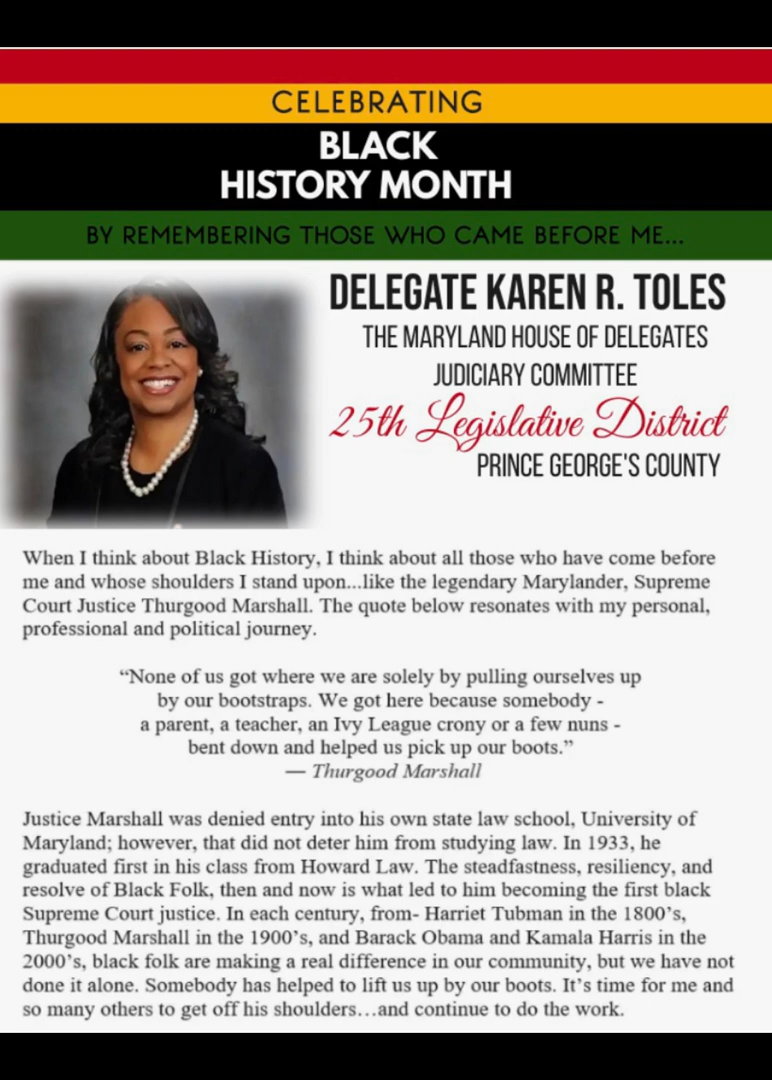 CELEBRATING
BLACK
HISTORY MONTH
BY REMEMBERING THOSE WHO CAME BEFORE ME...
DELEGATE KAREN R. TOLES
THE MARYLAND HOUSE OF DELEGATES
JUDICIARY COMMITTEE
25th Legislative District
PRINCE GEORGE'S COUNTY
When I think about Black History, I think about all those who have come before
me and whose shoulders I stand upon...like the legendary Marylander, Supreme
Court Justice Thurgood Marshall. The quote below resonates with my personal,
professional and political journey.
“None of us got where we are solely by pulling ourselves up
by our bootstraps. We got here because somebody -
a parent, a teacher, an Ivy League crony or a few nuns -
bent down and helped us pick up our boots.”
— Thurgood Marshall
Justice Marshall was denied entry into his own state law school, University of
Maryland; however, that did not deter him from studying law. In 1933, he
graduated first in his class from Howard Law. The steadfastness, resiliency, and
resolve of Black Folk, then and now is what led to him becoming the first black
Supreme Court justice. In each century, from- Harriet Tubman in the 1800’s,
Thurgood Marshall in the 1900’s, and Barack Obama and Kamala Harris in the
2000’s, black folk are making a real difference in our community, but we have not
done it alone. Somebody has helped to lift us up by our boots. It’s time for me and
so many others to get off his shoulders…and continue to do the work.